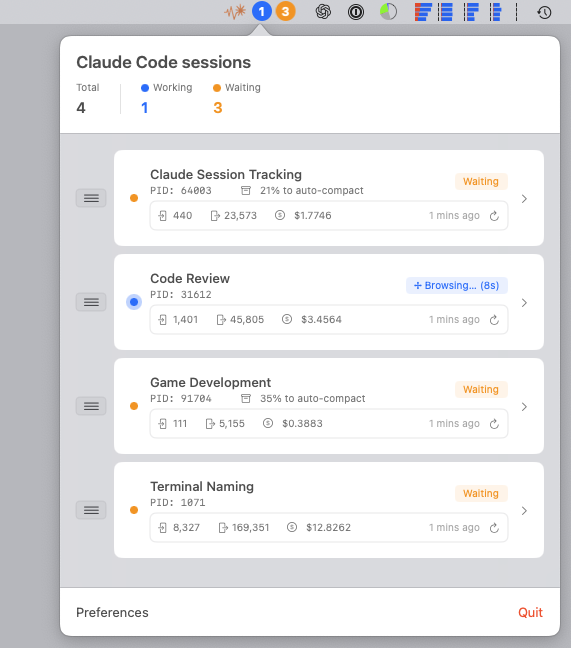 1 3
Claude Code sessions
Total Working Waiting
4 1 3
Claude Session Tracking
Waiting
PID: 64003 21% to auto-compact
440 23,573 $1.7746 1 mins ago
Code Review
✢ Browsing... (8s)
PID: 31612
1,401 45,805 $3.4564 1 mins ago
Game Development
Waiting
PID: 91704 35% to auto-compact
111 5,155 $0.3883 1 mins ago
Terminal Naming
Waiting
PID: 1071
8,327 169,351 $12.8262 1 mins ago
Preferences Quit